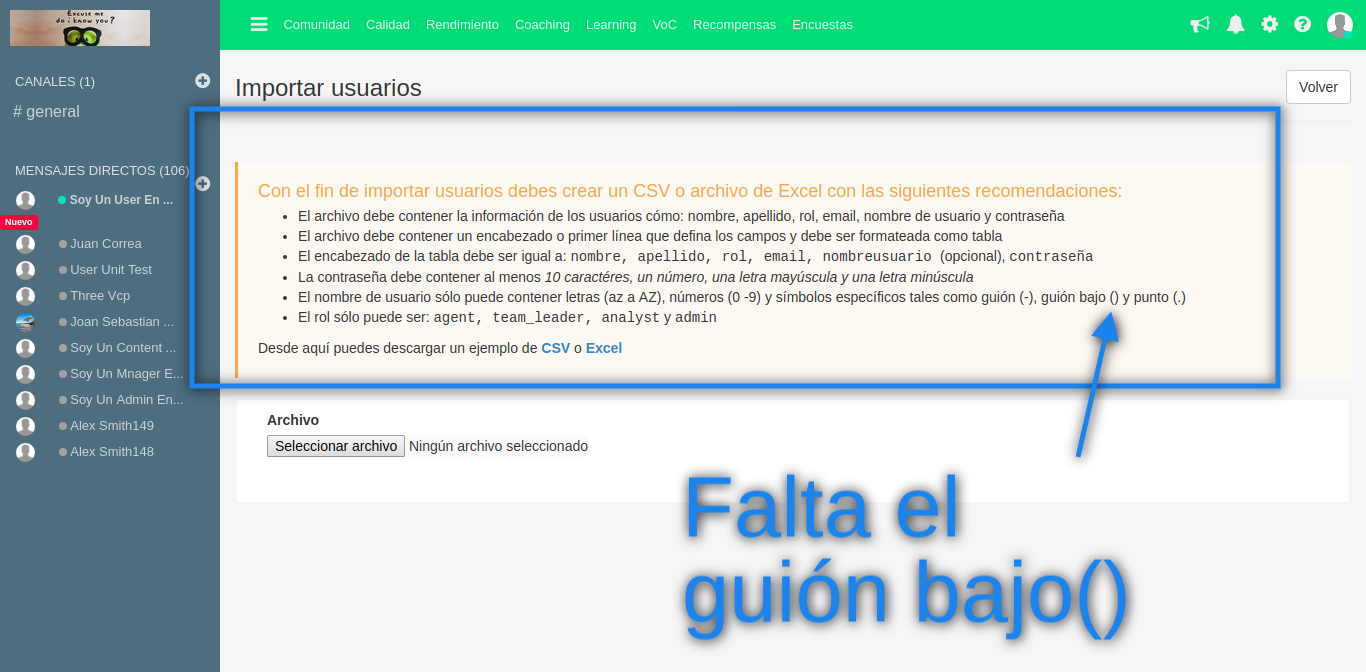 Excuse me
do i know you?
Comunidad Calidad Rendimiento Coaching Learning VoC Recompensas Encuestas
CANALES (1)
# general
MENSAJES DIRECTOS (106)
Soy Un User En ...
Nuevo
Juan Correa
User Unit Test
Three Vcp
Joan Sebastian ...
Soy Un Content ...
Soy Un Mnager E...
Soy Un Admin En...
Alex Smith149
Alex Smith148
Importar usuarios
Volver
Con el fin de importar usuarios debes crear un CSV o archivo de Excel con las siguientes recomendaciones:
• El archivo debe contener la información de los usuarios cómo: nombre, apellido, rol, email, nombre de usuario y contraseña
• El archivo debe contener un encabezado o primer línea que defina los campos y debe ser formateada como tabla
• El encabezado de la tabla debe ser igual a: nombre, apellido, rol, email, nombreusuario (opcional), contraseña
• La contraseña debe contener al menos 10 caractéres, un número, una letra mayúscula y una letra minúscula
• El nombre de usuario sólo puede contener letras (az a AZ), números (0 -9) y símbolos específicos tales como guión (-), guión bajo () y punto (.)
• El rol sólo puede ser: agent, team_leader, analyst y admin
Desde aquí puedes descargar un ejemplo de CSV o Excel
Archivo
Seleccionar archivo Ningún archivo seleccionado
Falta el
guión bajo()